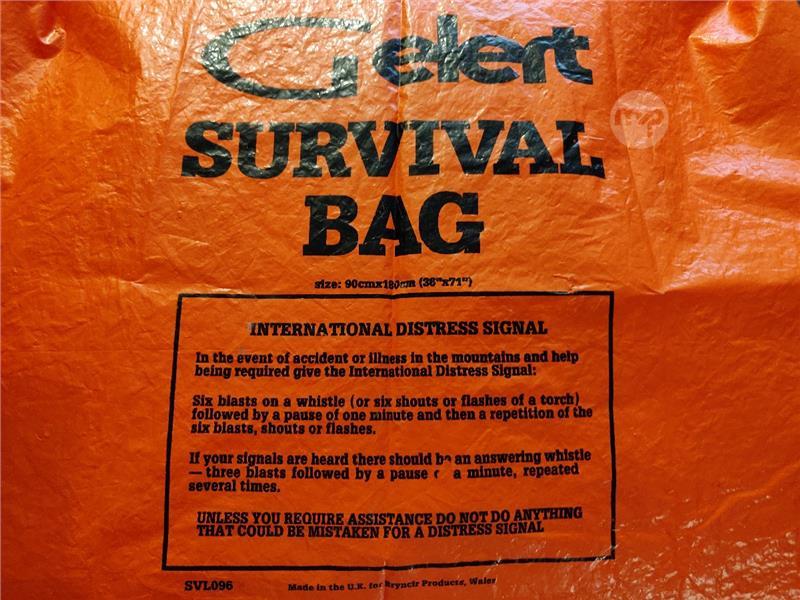 Gelert
SURVIVAL
BAG
size: 90cmx180cm (36"x71")
INTERNATIONAL DISTRESS SIGNAL
In the event of accident or illness in the mountains and help
being required give the International Distress Signal:
Six blasts on a whistle (or six shouts or flashes of a torch)
followed by a pause of one minute and then a repetition of the
six blasts, shouts or flashes.
If your signals are heard there should be an answering whistle
— three blasts followed by a pause a minute, repeated
several times.
UNLESS YOU REQUIRE ASSISTANCE DO NOT DO ANYTHING
THAT COULD BE MISTAKEN FOR A DISTRESS SIGNAL
SVL096
Made in the U.K. for Bryncir Products, Wales